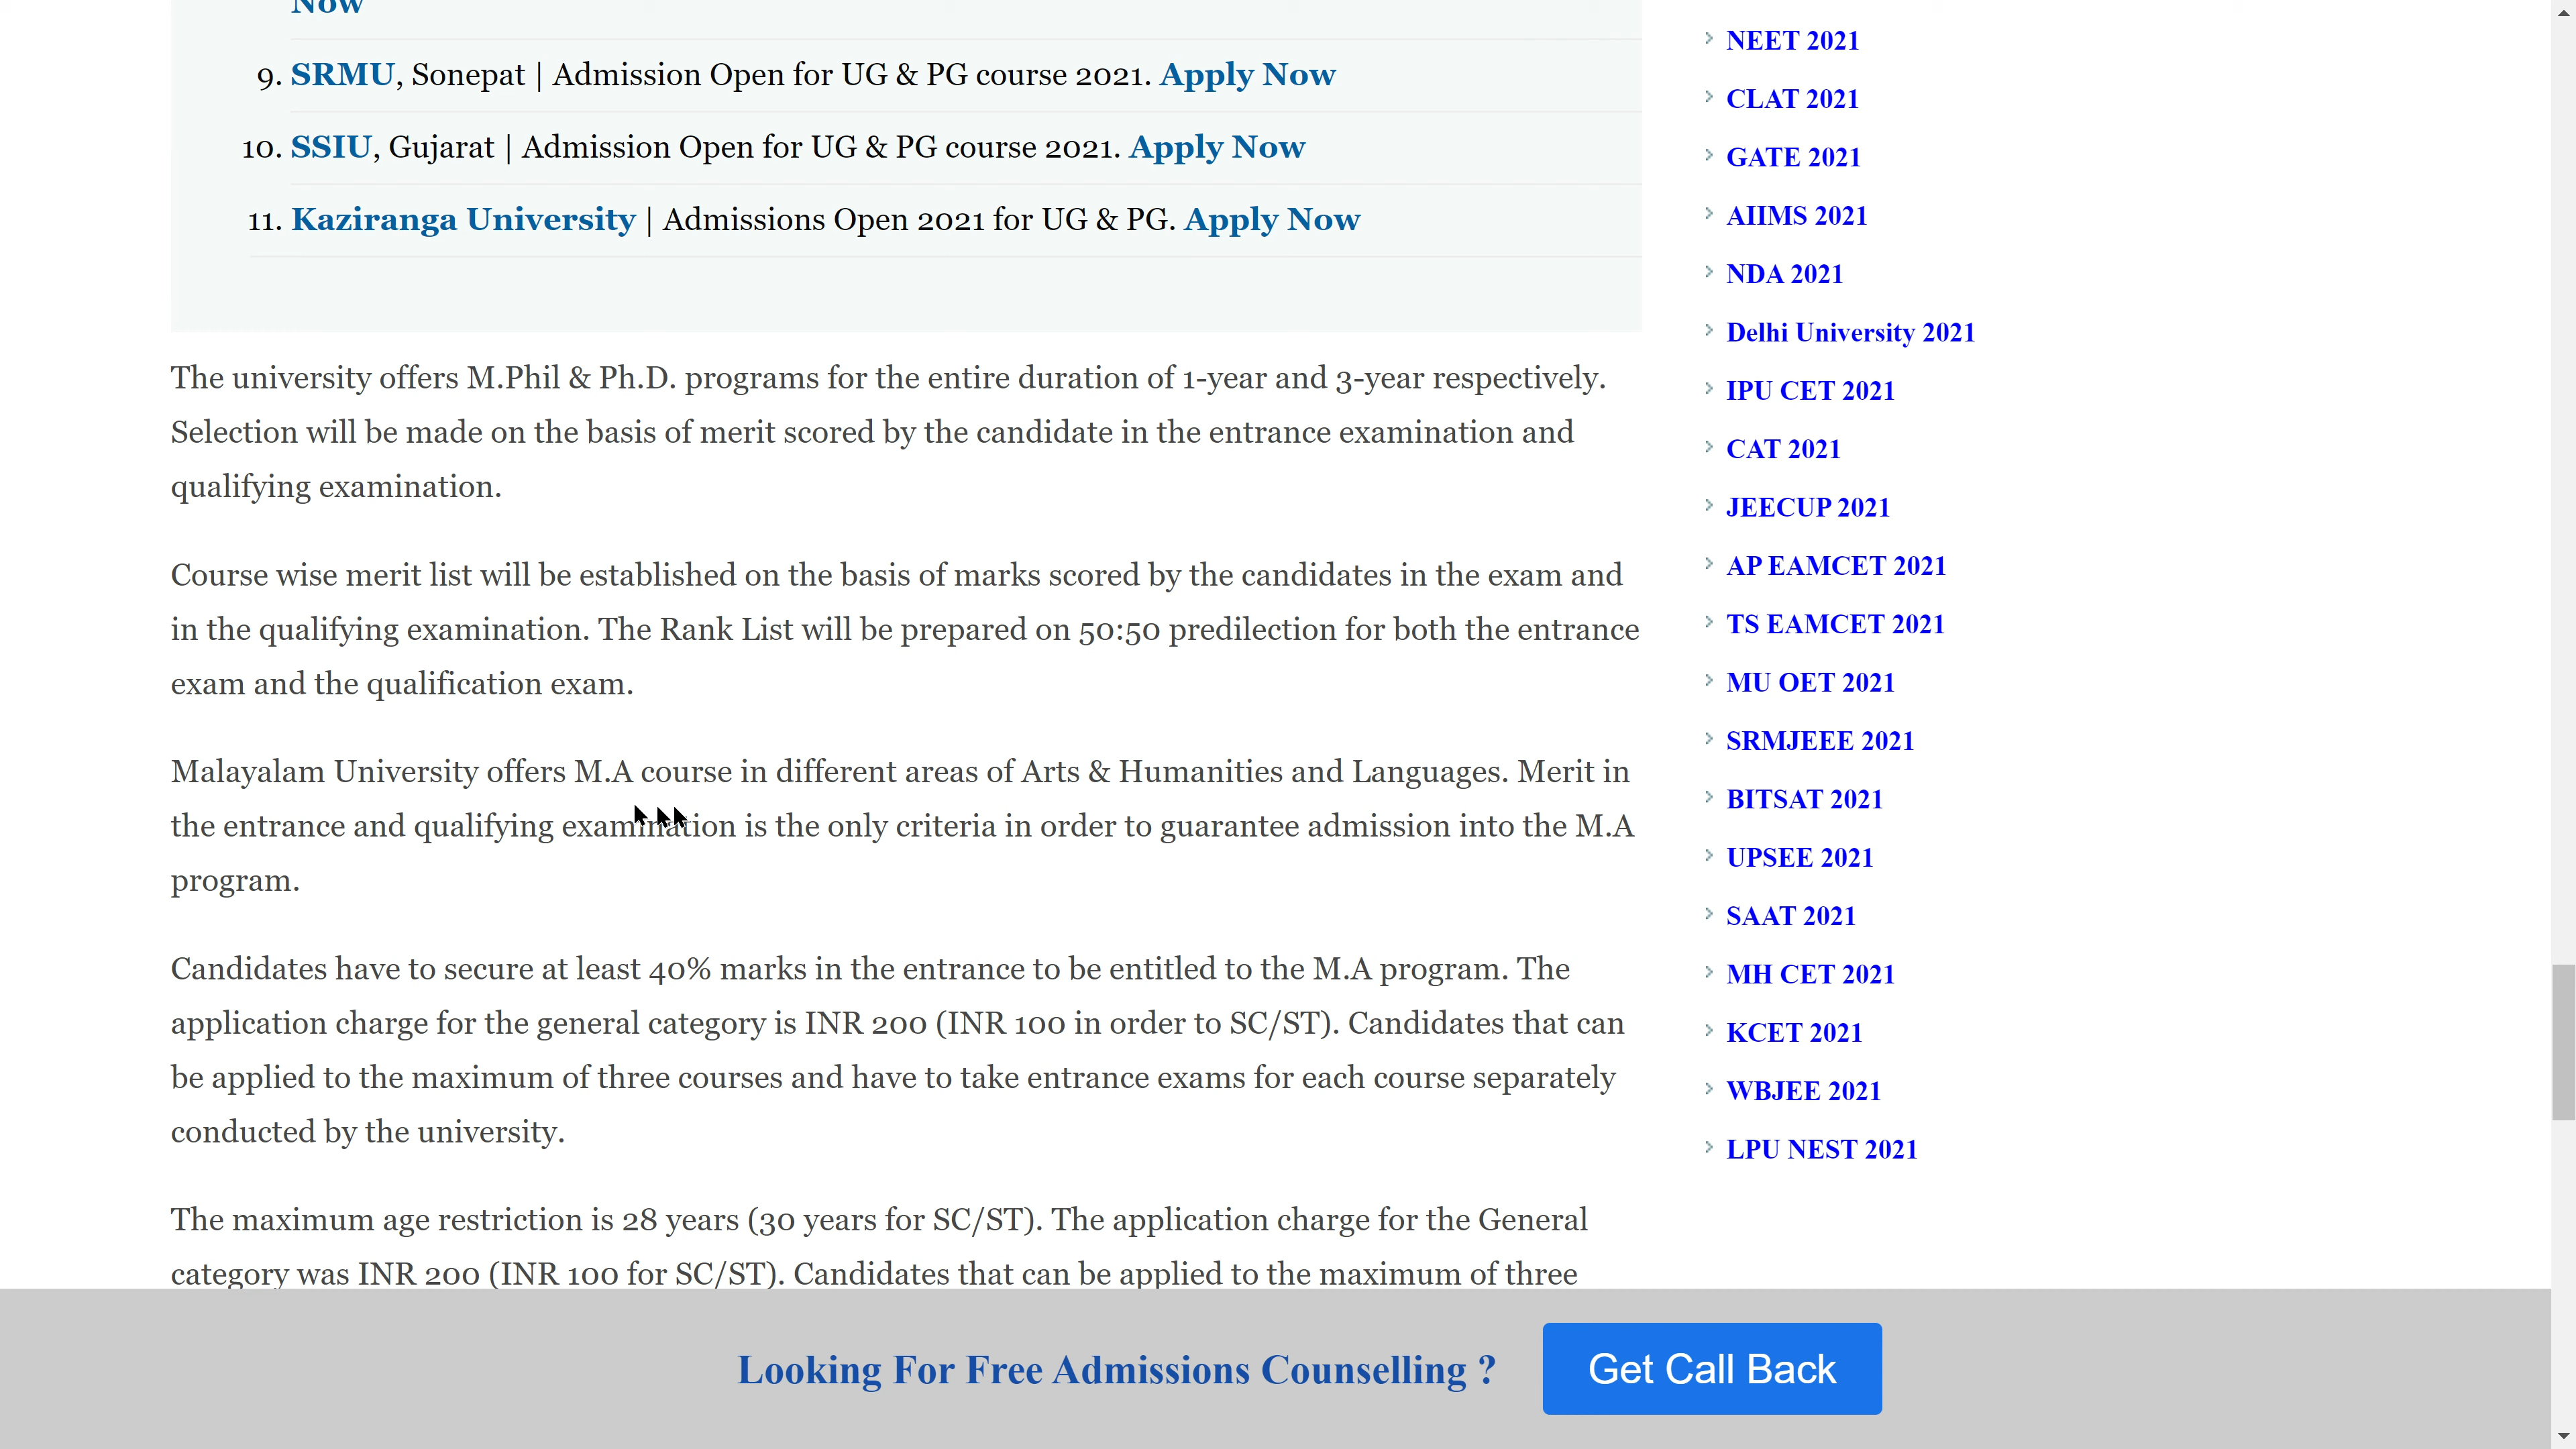 Now
9. SRMU, Sonepat | Admission Open for UG & PG course 2021. Apply Now
10. SSIU, Gujarat | Admission Open for UG & PG course 2021. Apply Now
11. Kaziranga University | Admissions Open 2021 for UG & PG. Apply Now
The university offers M.Phil & Ph.D. programs for the entire duration of 1-year and 3-year respectively.
Selection will be made on the basis of merit scored by the candidate in the entrance examination and
qualifying examination.
Course wise merit list will be established on the basis of marks scored by the candidates in the exam and
in the qualifying examination. The Rank List will be prepared on 50:50 predilection for both the entrance
exam and the qualification exam.
Malayalam University offers M.A course in different areas of Arts & Humanities and Languages. Merit in
the entrance and qualifying examination is the only criteria in order to guarantee admission into the M.A
program.
Candidates have to secure at least 40% marks in the entrance to be entitled to the M.A program. The
application charge for the general category is INR 200 (INR 100 in order to SC/ST). Candidates that can
be applied to the maximum of three courses and have to take entrance exams for each course separately
conducted by the university.
The maximum age restriction is 28 years (30 years for SC/ST). The application charge for the General
category was INR 200 (INR 100 for SC/ST). Candidates that can be applied to the maximum of three
NEET 2021
CLAT 2021
GATE 2021
AIIMS 2021
NDA 2021
Delhi University 2021
IPU CET 2021
CAT 2021
JEECUP 2021
AP EAMCET 2021
TS EAMCET 2021
MU OET 2021
SRMJEEE 2021
BITSAT 2021
UPSEE 2021
SAAT 2021
MH CET 2021
KCET 2021
WBJEE 2021
LPU NEST 2021
Looking For Free Admissions Counselling ?
Get Call Back